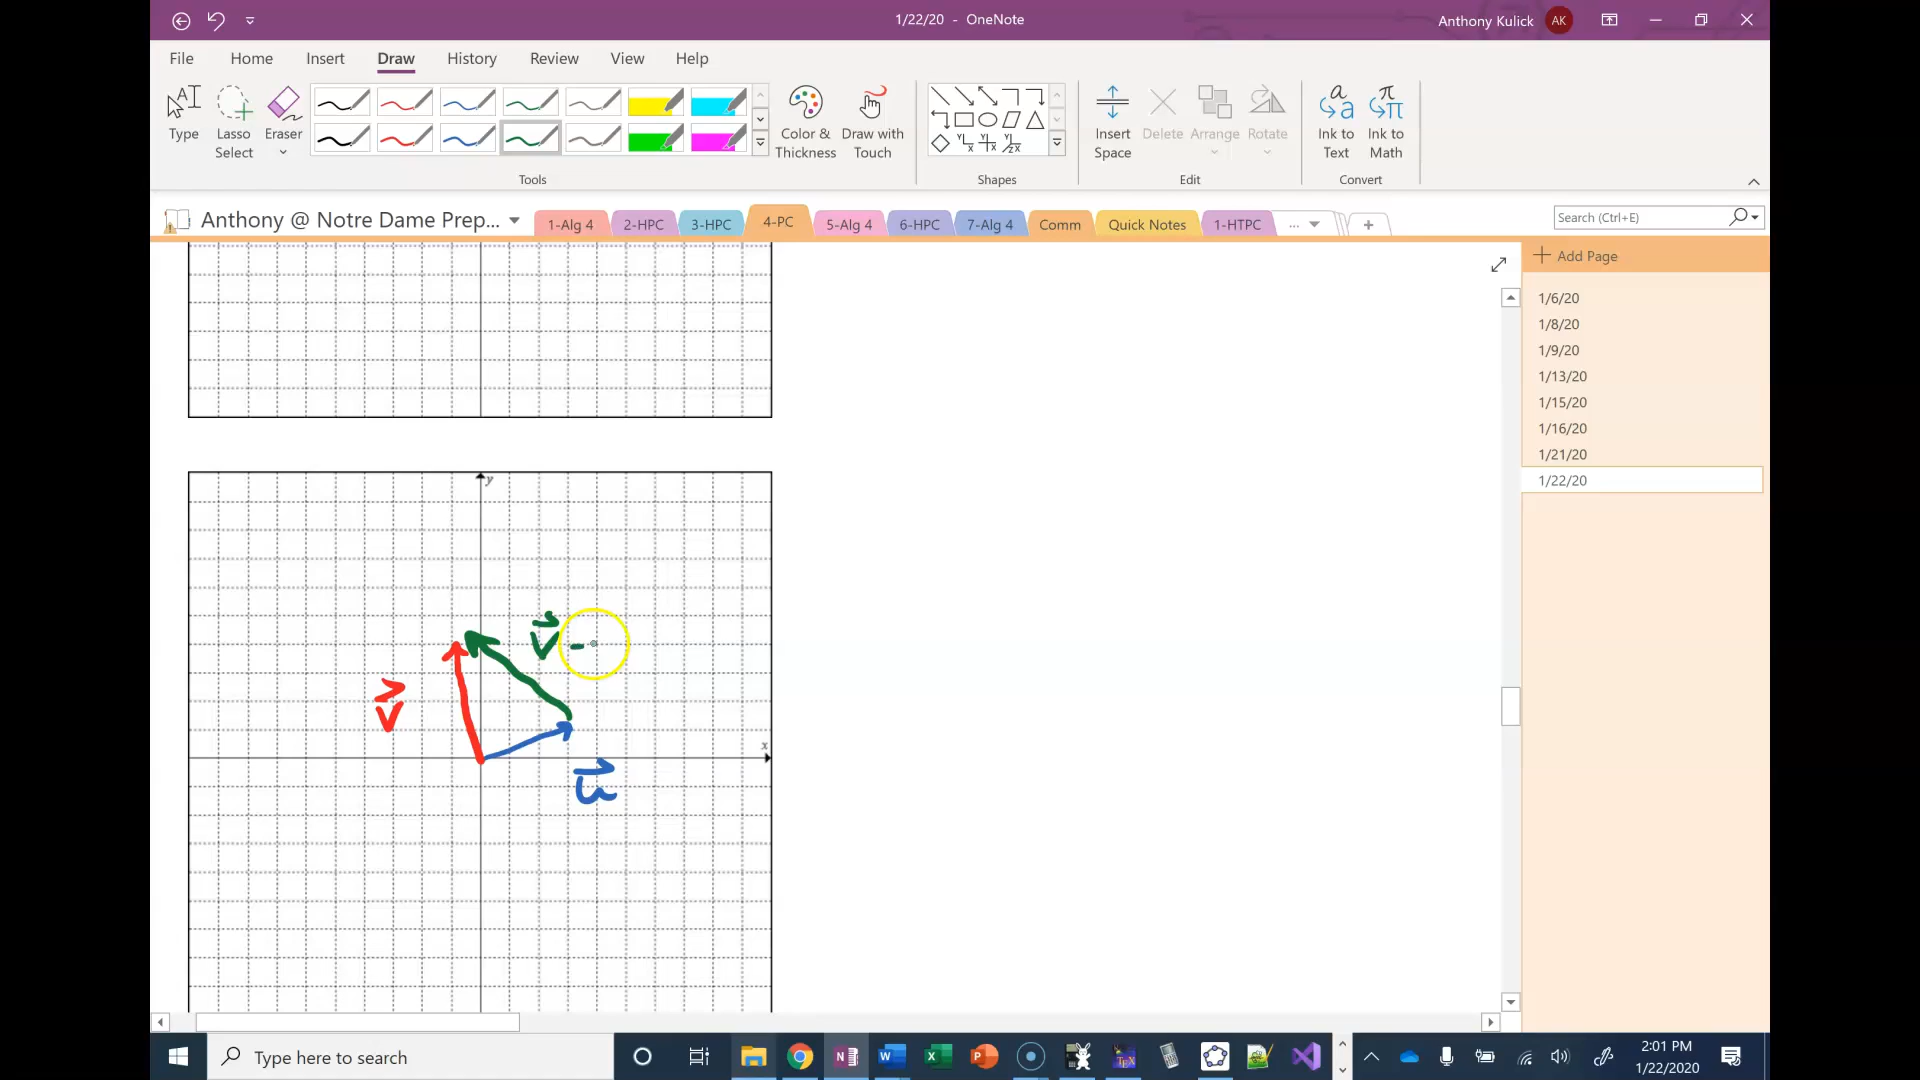 1/22/20 - OneNote
Anthony Kulick AK
File Home Insert Draw History Review View Help
Type
Lasso Select
Eraser
Color & Thickness
Draw with Touch
Insert Space
Delete
Arrange
Rotate
Ink to Text
Ink to Math
Tools Shapes Edit Convert
Anthony @ Notre Dame Prep...
1-Alg 4 2-HPC 3-HPC 4-PC 5-Alg 4 6-HPC 7-Alg 4 Comm Quick Notes 1-HTPC ...
Search (Ctrl+E)
Add Page
1/6/20
1/8/20
1/9/20
1/13/20
1/15/20
1/16/20
1/21/20
1/22/20
y
v⃗ -
v⃗
x
u⃗
Type here to search
2:01 PM
1/22/2020